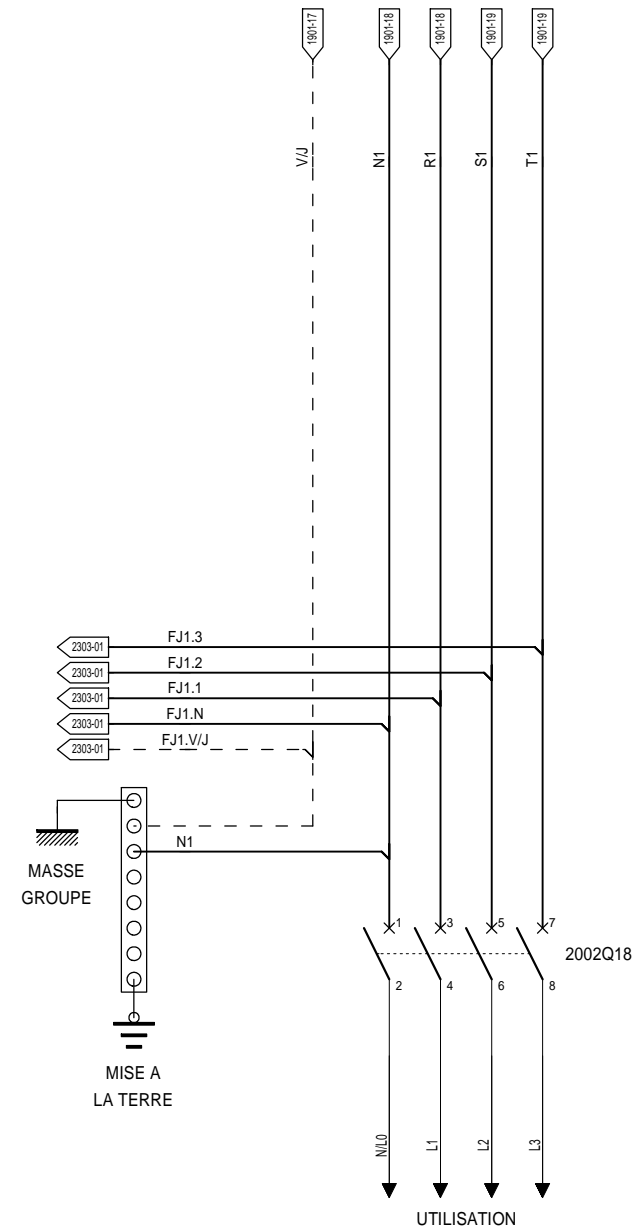 1901-17
1901-18
1901-18
1901-19
1901-19
V/J
N1
R1
S1
T1
2303-01 FJ1.3
2303-01 FJ1.2
2303-01 FJ1.1
2303-01 FJ1.N
2303-01 FJ1.V/J
N1
MASSE
GROUPE
1 3 5 7
2002Q18
2 4 6 8
MISE A
LA TERRE
N/L0
L1
L2
L3
UTILISATION